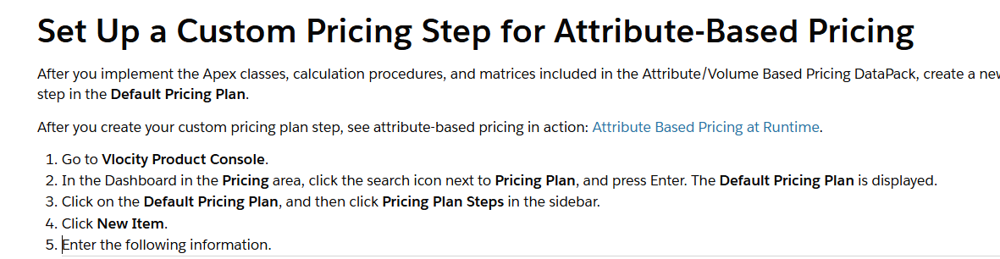 Set Up a Custom Pricing Step for Attribute-Based Pricing
After you implement the Apex classes, calculation procedures, and matrices included in the Attribute/Volume Based Pricing DataPack, create a new
step in the Default Pricing Plan.
After you create your custom pricing plan step, see attribute-based pricing in action: Attribute Based Pricing at Runtime.
1. Go to Vlocity Product Console.
2. In the Dashboard in the Pricing area, click the search icon next to Pricing Plan, and press Enter. The Default Pricing Plan is displayed.
3. Click on the Default Pricing Plan, and then click Pricing Plan Steps in the sidebar.
4. Click New Item.
5. Enter the following information.